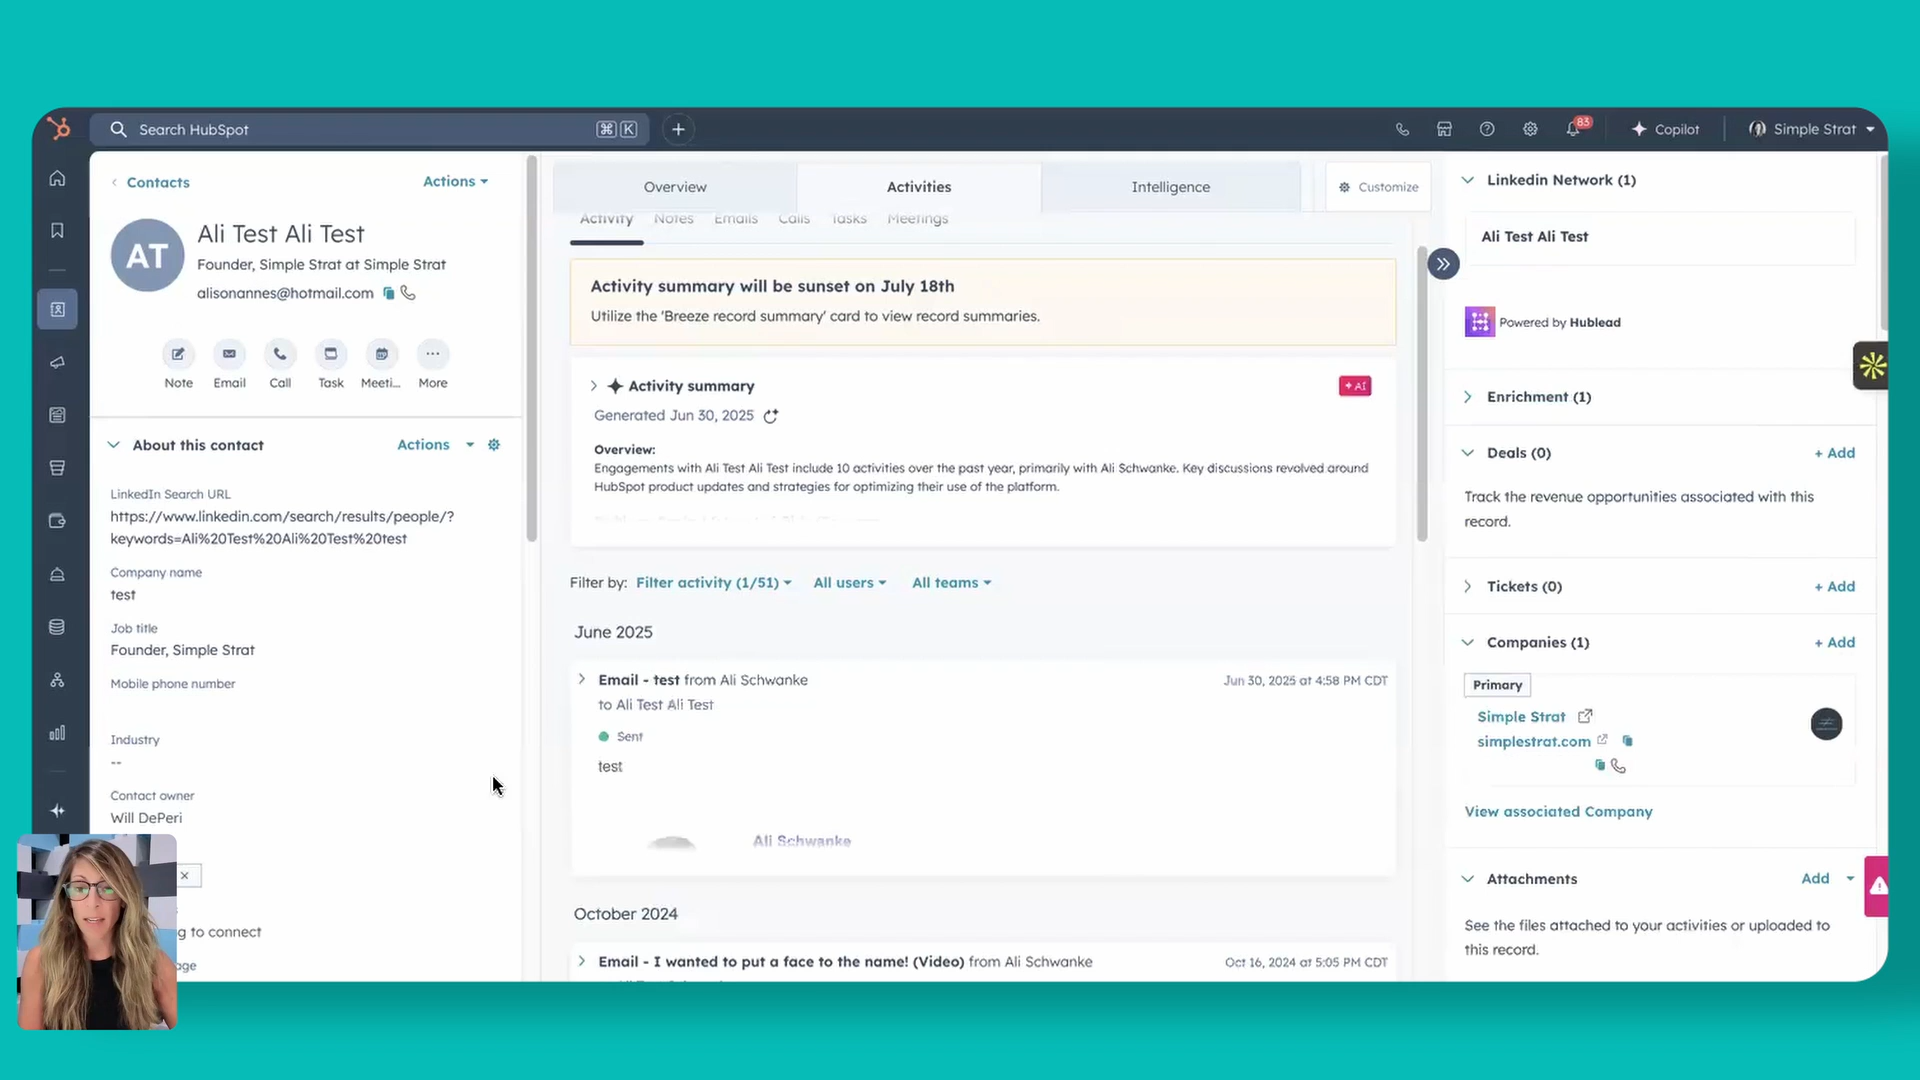 Search HubSpot
⌘ K
83
Copilot
Simple Strat
Contacts
Actions
AT
Ali Test Ali Test
Founder, Simple Strat at Simple Strat
alisonannes@hotmail.com
Note
Email
Call
Task
Meeti...
More
About this contact
Actions
LinkedIn Search URL
https://www.linkedin.com/search/results/people/?
keywords=Ali%20Test%20Ali%20Test%20test
Company name
test
Job title
Founder, Simple Strat
Mobile phone number
Industry
--
Contact owner
Will DePeri
g to connect
age
Overview
Activities
Intelligence
Customize
Activity
Notes
Emails
Calls
Tasks
Meetings
Activity summary will be sunset on July 18th
Utilize the 'Breeze record summary' card to view record summaries.
Activity summary
AI
Generated Jun 30, 2025
Overview:
Engagements with Ali Test Ali Test include 10 activities over the past year, primarily with Ali Schwanke. Key discussions revolved around
HubSpot product updates and strategies for optimizing their use of the platform.
Filter by: Filter activity (1/51) All users All teams
June 2025
Email - test from Ali Schwanke
Jun 30, 2025 at 4:58 PM CDT
to Ali Test Ali Test
Sent
test
Ali Schwanke
October 2024
Email - I wanted to put a face to the name! (Video) from Ali Schwanke
Oct 16, 2024 at 5:05 PM CDT
Linkedin Network (1)
Ali Test Ali Test
Powered by Hublead
Enrichment (1)
Deals (0)
+ Add
Track the revenue opportunities associated with this
record.
Tickets (0)
+ Add
Companies (1)
+ Add
Primary
Simple Strat
simplestrat.com
View associated Company
Attachments
Add
See the files attached to your activities or uploaded to
this record.